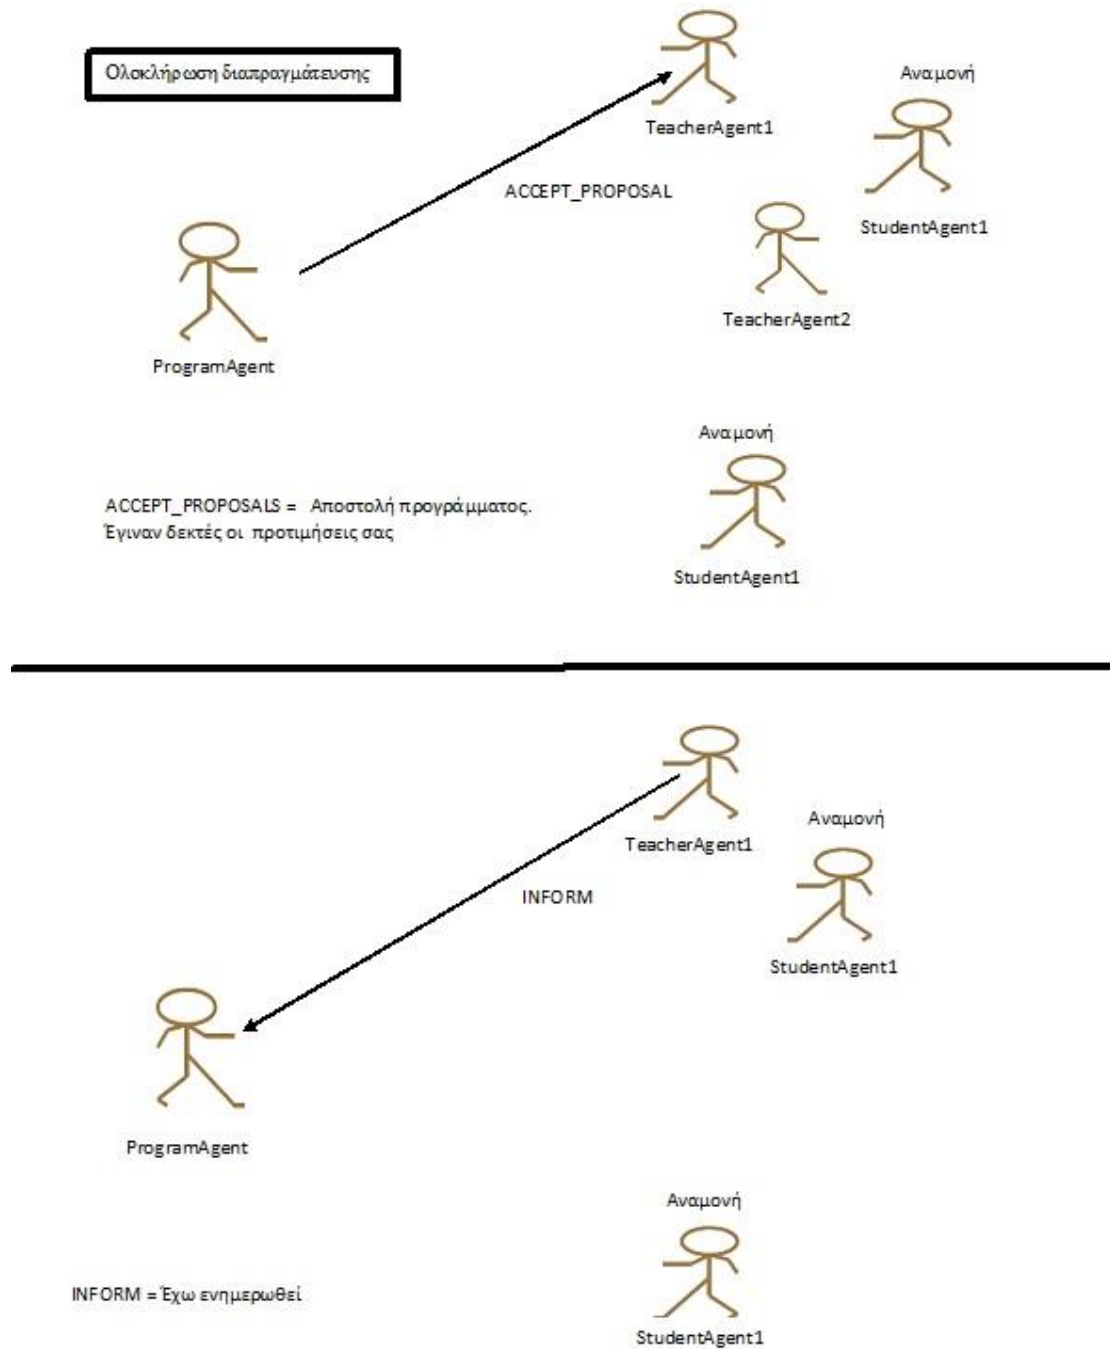 Ολοκλήρωση διαπραγμάτευσης
Αναμονή
TeacherAgent1
ACCEPT_PROPOSAL
StudentAgent1
TeacherAgent2
ProgramAgent
Αναμονή
ACCEPT_PROPOSALS = Αποστολή προγράμματος.
Έγιναν δεκτές οι προτιμήσεις σας
StudentAgent1
Αναμονή
TeacherAgent1
INFORM
StudentAgent1
ProgramAgent
Αναμονή
INFORM = Έχω ενημερωθεί
StudentAgent1